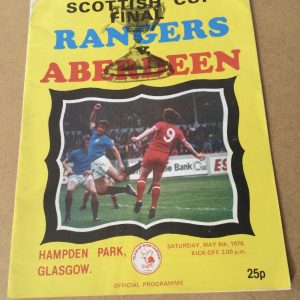 SCOTTISH CUP
FINAL
RANGERS
v.
ABERDEEN
9
HAMPDEN PARK,
GLASGOW.
SATURDAY, MAY 6th, 1978.
KICK-OFF 3.00 p.m.
OFFICIAL PROGRAMME
25p